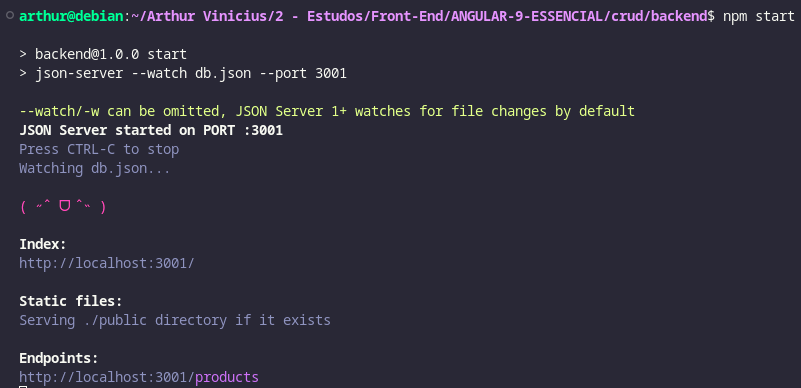 arthur@debian:~/Arthur Vinicius/2 - Estudos/Front-End/ANGULAR-9-ESSENCIAL/crud/backend$ npm start
> backend@1.0.0 start
> json-server --watch db.json --port 3001
--watch/-w can be omitted, JSON Server 1+ watches for file changes by default
JSON Server started on PORT :3001
Press CTRL-C to stop
Watching db.json...
( ˶ˆ ᗜ ˆ˵ )
Index:
http://localhost:3001/
Static files:
Serving ./public directory if it exists
Endpoints:
http://localhost:3001/products